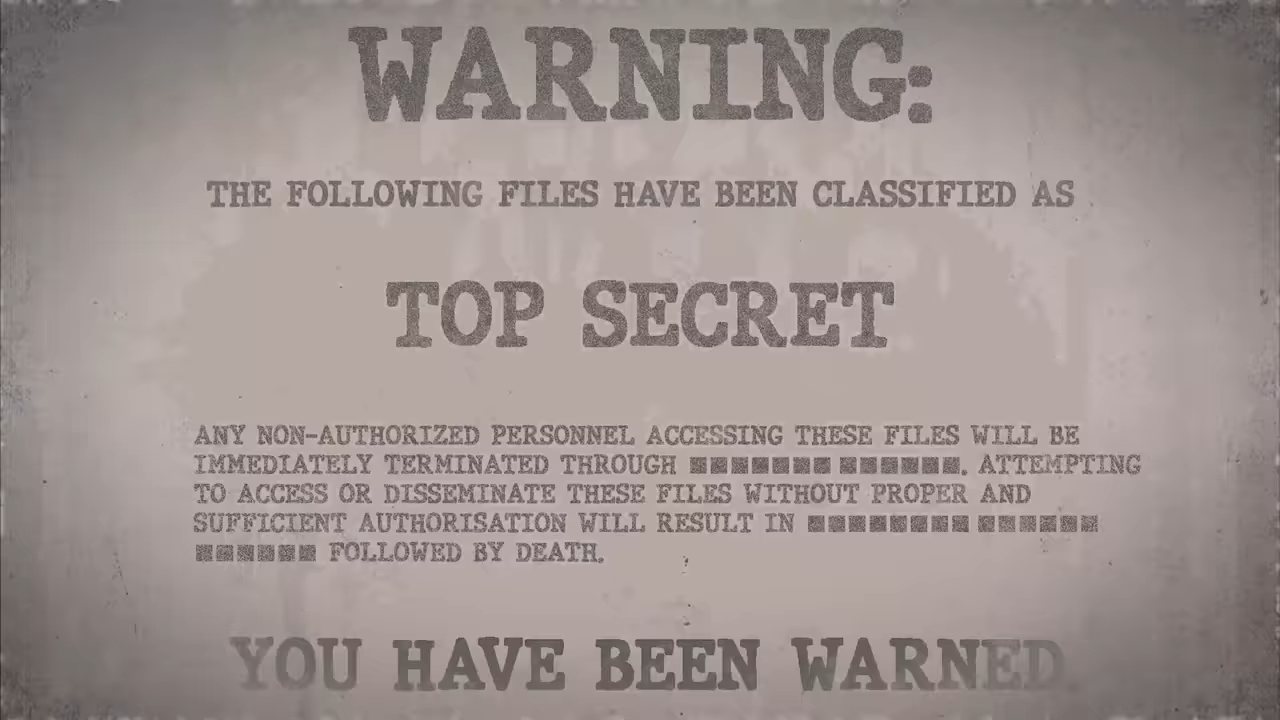 WARNING:
THE FOLLOWING FILES HAVE BEEN CLASSIFIED AS
TOP SECRET
ANY NON-AUTHORIZED PERSONNEL ACCESSING THESE FILES WILL BE
IMMEDIATELY TERMINATED THROUGH ■■■■■■■ ■■■■■■. ATTEMPTING
TO ACCESS OR DISSEMINATE THESE FILES WITHOUT PROPER AND
SUFFICIENT AUTHORISATION WILL RESULT IN ■■■■■■■■ ■■■■■■
■■■■■■ FOLLOWED BY DEATH.
YOU HAVE BEEN WARNED.